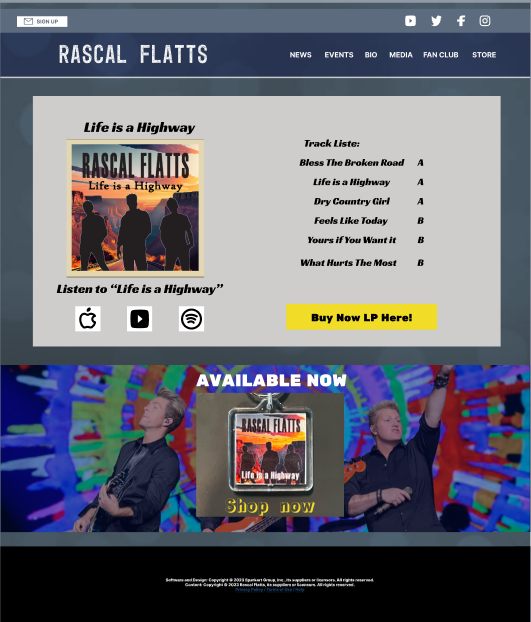 SIGN UP
RASCAL FLATTS
NEWS EVENTS BIO MEDIA FAN CLUB STORE
Life is a Highway
RASCAL FLATTS
Life is a Highway
Listen to “Life is a Highway”
Track Liste:
Bless The Broken Road A
Life is a Highway A
Dry Country Girl A
Feels Like Today B
Yours if You Want it B
What Hurts The Most B
Buy Now LP Here!
AVAILABLE NOW
RASCAL FLATTS
Life is a Highway
Shop now
Software and Design: Copyright © 2023 Sparkart Group, Inc., its suppliers or licensors. All rights reserved.
Content: Copyright © 2023 Rascal Flatts, its suppliers or licensors. All rights reserved.
Privacy Policy / Terms of Use / Help